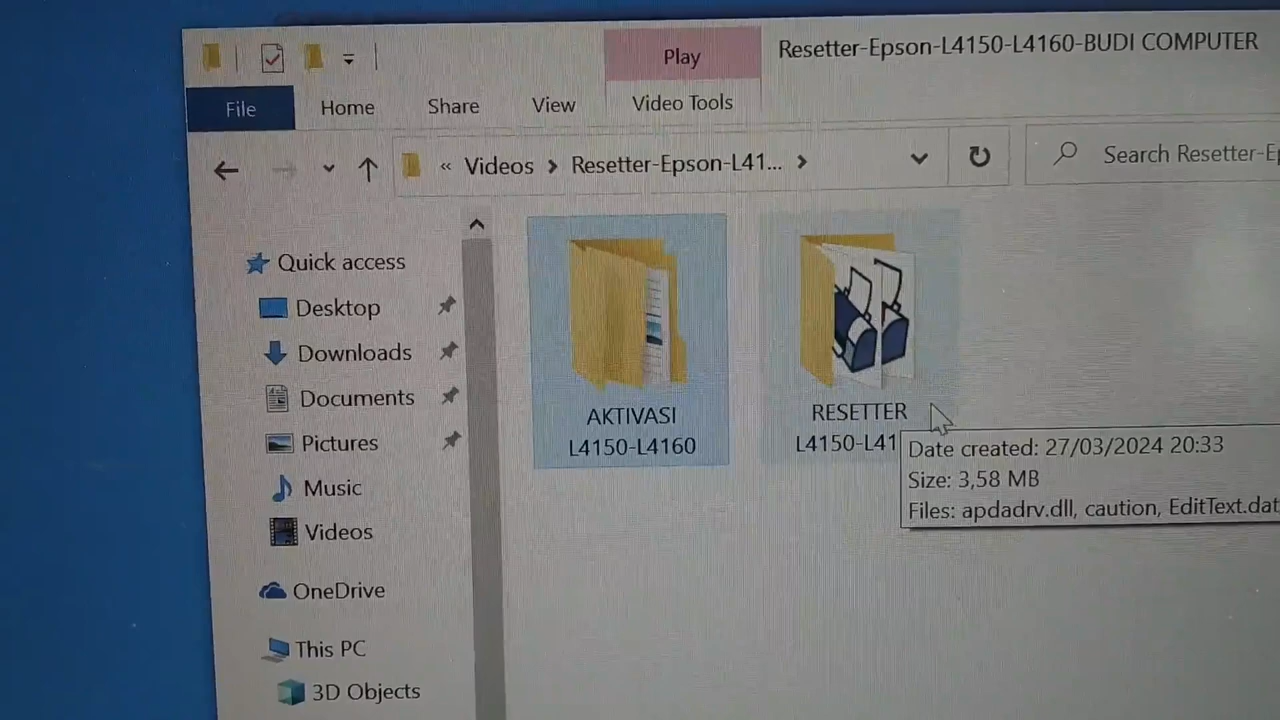 Play
Resetter-Epson-L4150-L4160-BUDI COMPUTER
File
Home
Share
View
Video Tools
« Videos > Resetter-Epson-L41... >
Search Resetter-E
Quick access
Desktop
Downloads
Documents
Pictures
Music
Videos
OneDrive
This PC
3D Objects
AKTIVASI
L4150-L4160
RESETTER
L4150-L41
Date created: 27/03/2024 20:33
Size: 3,58 MB
Files: apdadrv.dll, caution, EditText.dat